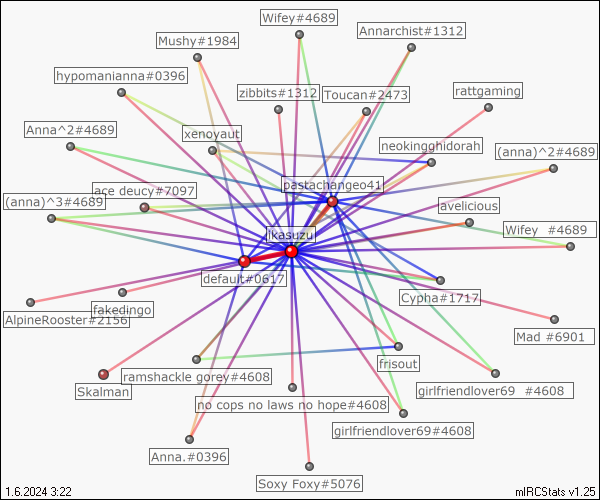 Wifey#4689
Annarchist#1312
Mushy#1984
hypomanianna#0396
zibbits#1312
Toucan#2473
rattgaming
Anna^2#4689
xenoyaut
neokingghidorah
(anna)^2#4689
pastachangeo41
ace deucy#7097
(anna)^3#4689
avelicious
Wifey #4689
jkasuzu
default#0617
Cypha#1717
fakedingo
AlpineRooster#2156
Mad #6901
frisout
ramshackle gorey#4608
Skalman
girlfriendlover69 #4608
no cops no laws no hope#4608
girlfriendlover69#4608
Anna.#0396
Soxy Foxy#5076
1.6.2024 3:22
mIRCStats v1.25